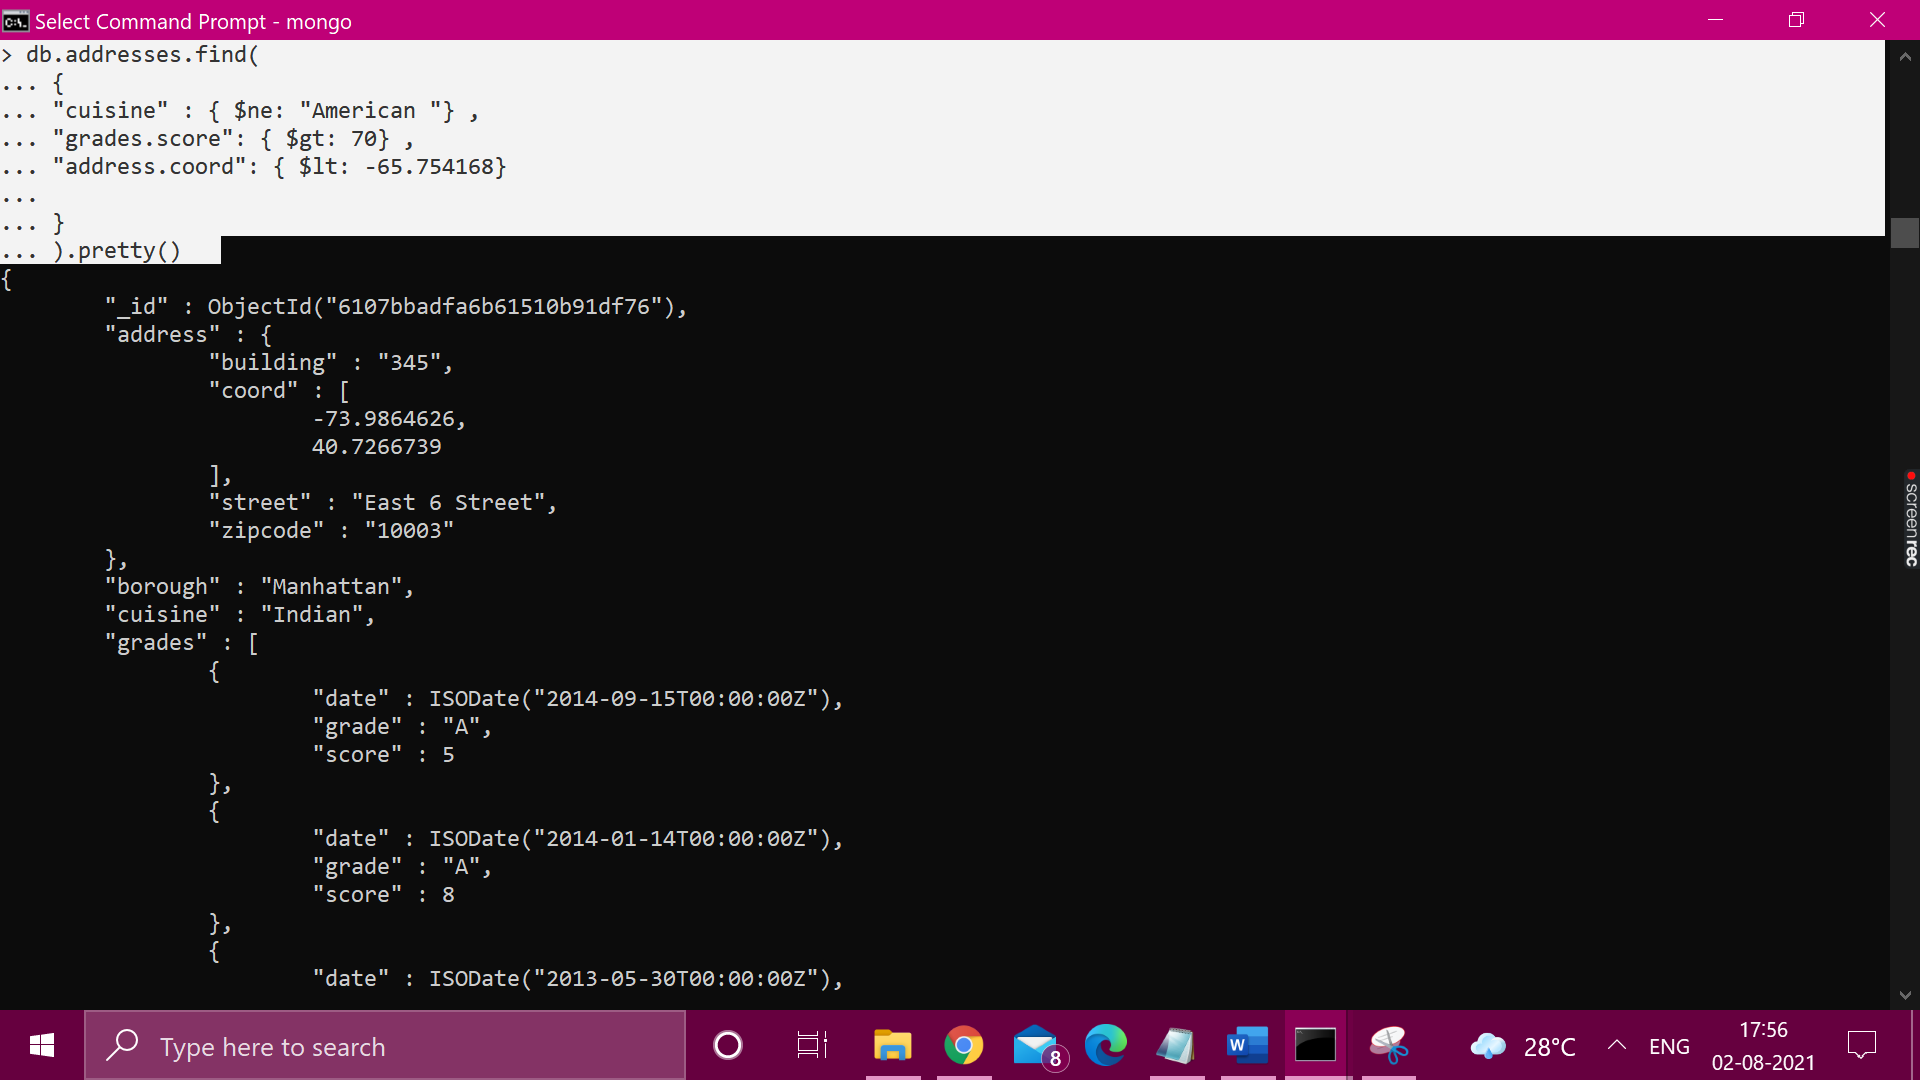 Select Command Prompt - mongo
> db.addresses.find(
... {
... "cuisine" : { $ne: "American "} ,
... "grades.score": { $gt: 70} ,
... "address.coord": { $lt: -65.754168}
...
... }
... ).pretty()
{
        "_id" : ObjectId("6107bbadfa6b61510b91df76"),
        "address" : {
                "building" : "345",
                "coord" : [
                        -73.9864626,
                        40.7266739
                ],
                "street" : "East 6 Street",
                "zipcode" : "10003"
        },
        "borough" : "Manhattan",
        "cuisine" : "Indian",
        "grades" : [
                {
                        "date" : ISODate("2014-09-15T00:00:00Z"),
                        "grade" : "A",
                        "score" : 5
                },
                {
                        "date" : ISODate("2014-01-14T00:00:00Z"),
                        "grade" : "A",
                        "score" : 8
                },
                {
                        "date" : ISODate("2013-05-30T00:00:00Z"),
screenrec
Type here to search
8
W
28°C
ENG
17:56
02-08-2021